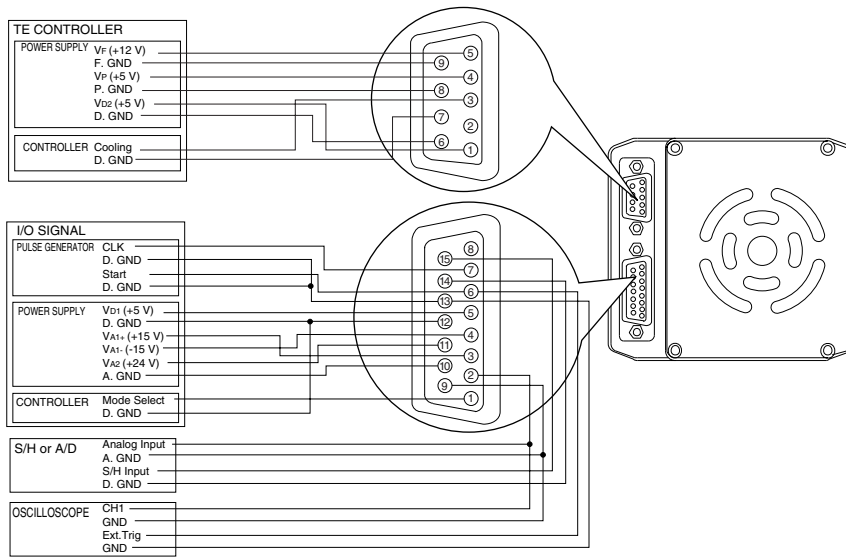 TE CONTROLLER
POWER SUPPLY VF (+12 V)
F. GND
VP (+5 V)
P. GND
VD2 (+5 V)
D. GND
CONTROLLER Cooling
D. GND
5
9
4
8
3
7
2
6
1
I/O SIGNAL
PULSE GENERATOR CLK
D. GND
Start
D. GND
POWER SUPPLY VD1 (+5 V)
D. GND
VA1+ (+15 V)
VA1- (-15 V)
VA2 (+24 V)
A. GND
CONTROLLER Mode Select
D. GND
8
15
7
14
6
13
5
12
4
11
3
10
2
9
1
S/H or A/D Analog Input
A. GND
S/H Input
D. GND
OSCILLOSCOPE CH1
GND
Ext.Trig
GND